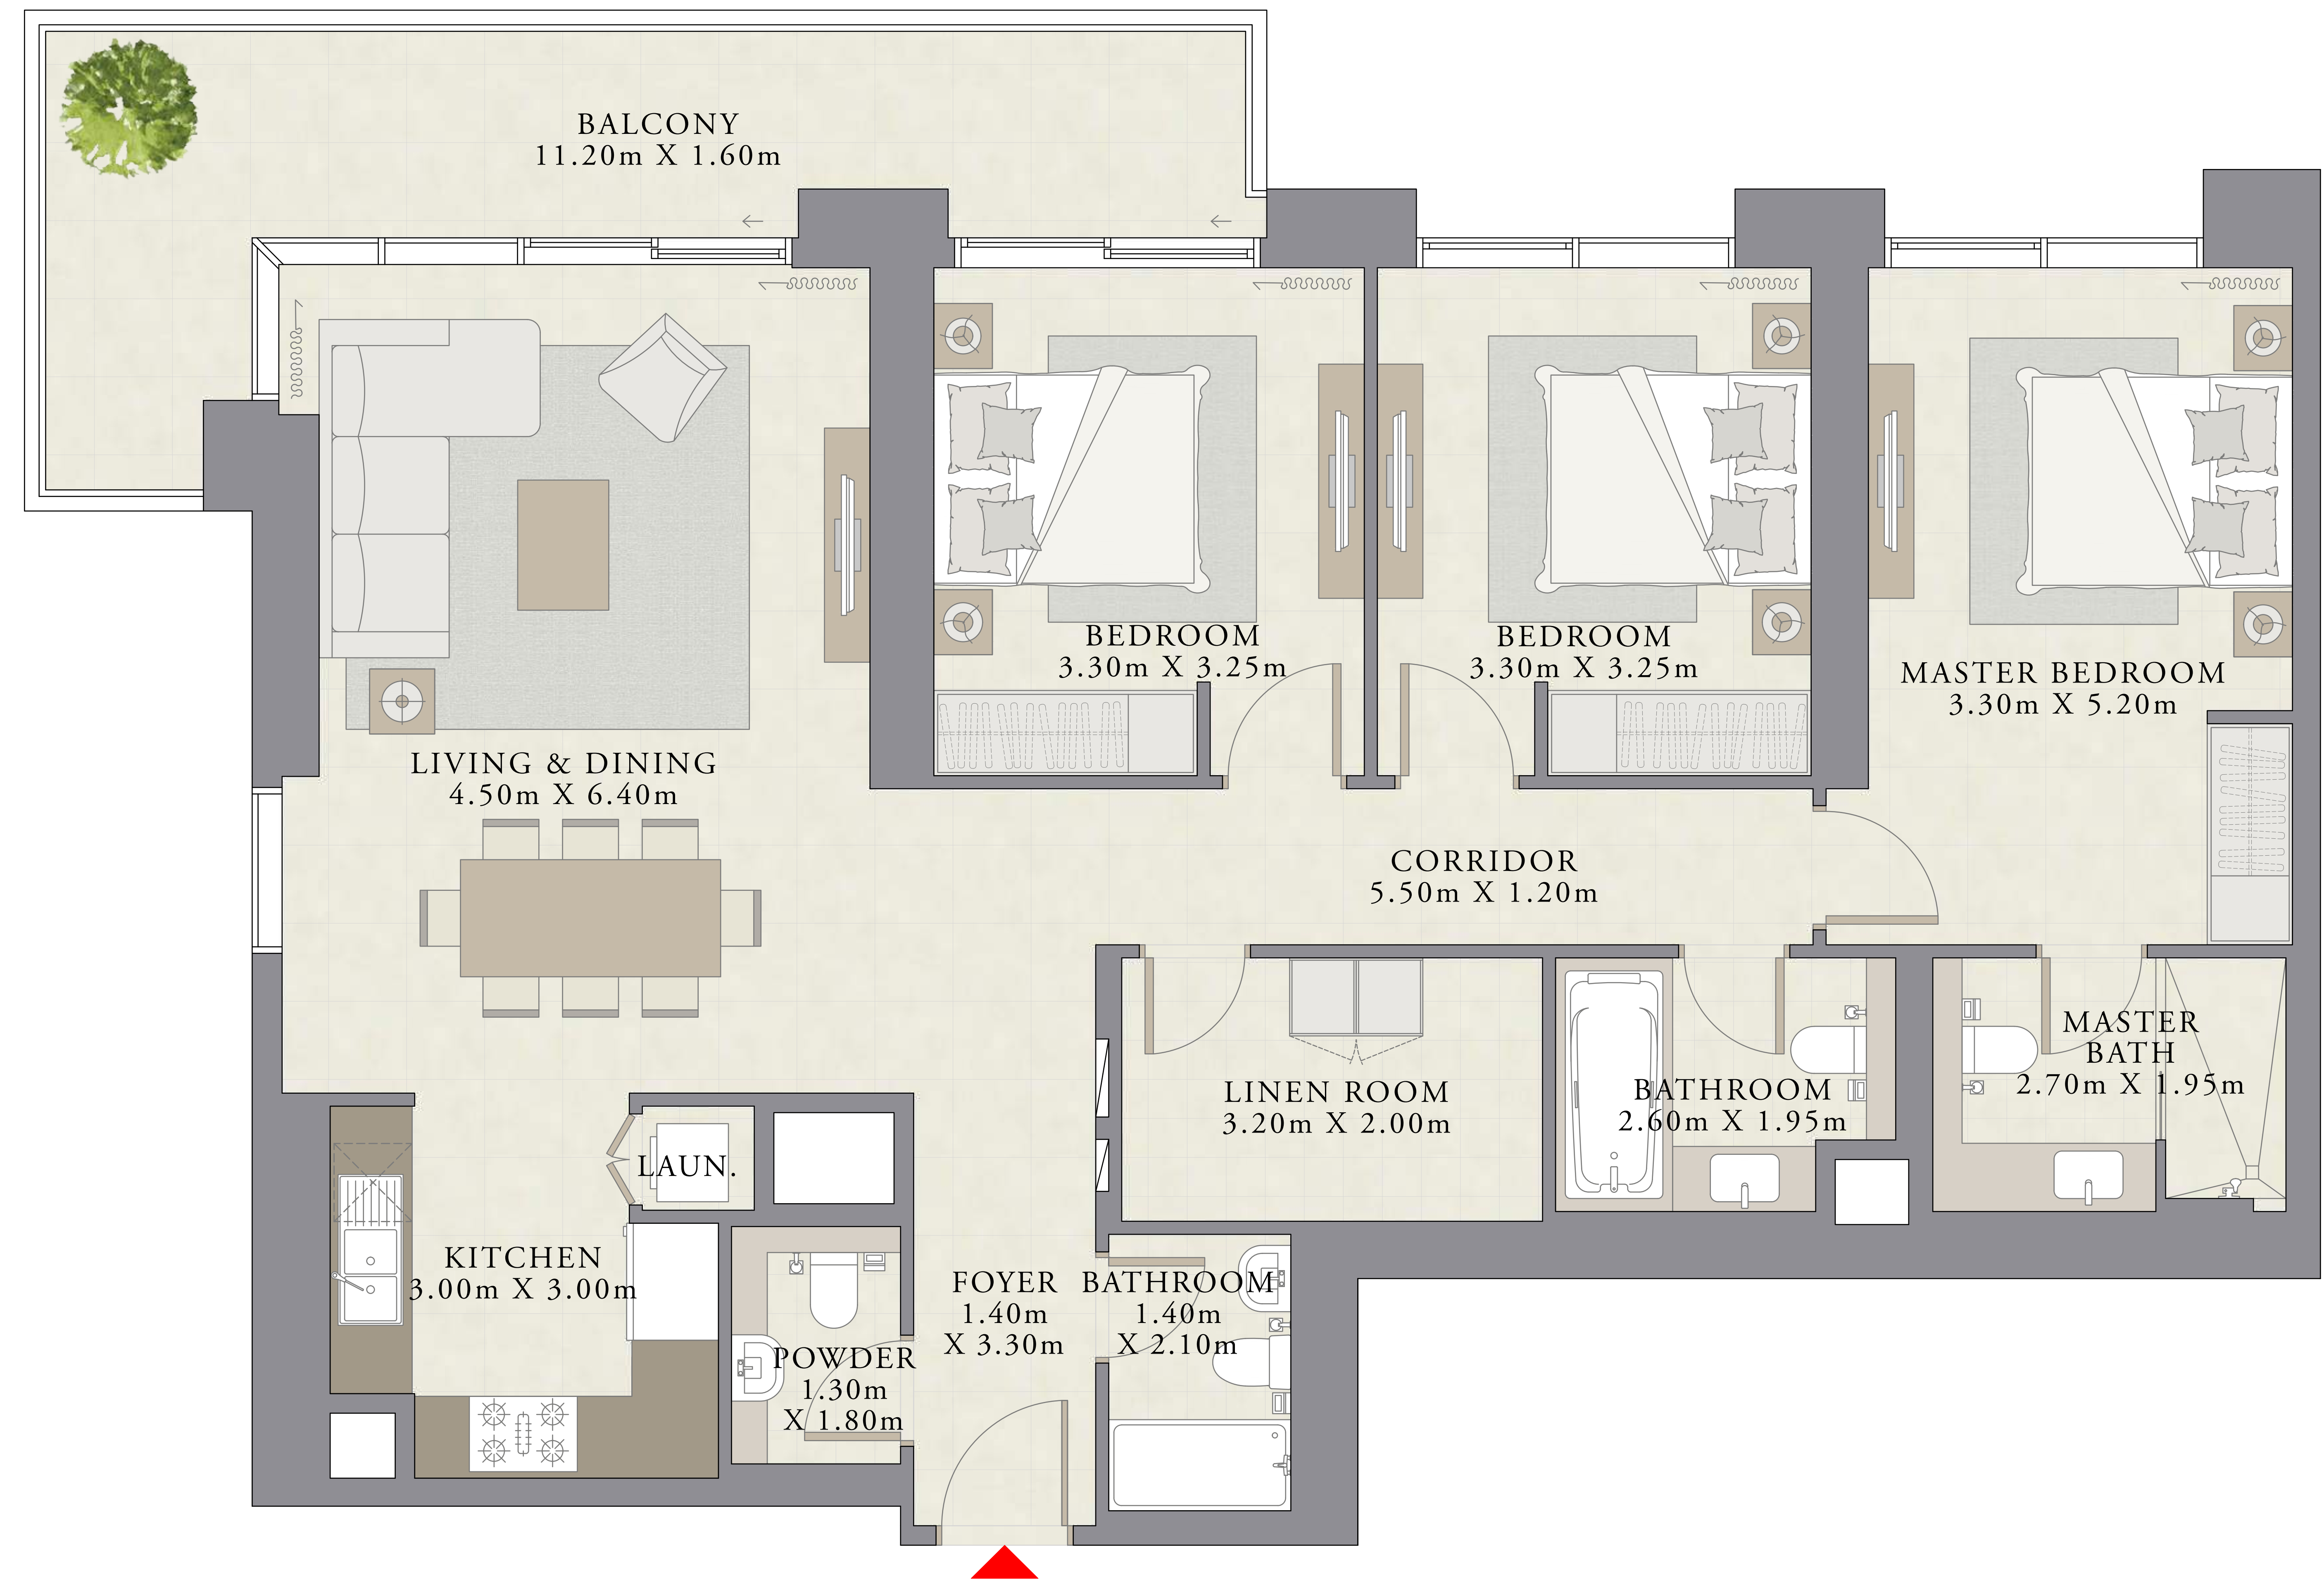 BALCONY
11.20m X 1.60m
BEDROOM
3.30m X 3.25m
BEDROOM
3.30m X 3.25m
MASTER BEDROOM
3.30m X 5.20m
LIVING & DINING
4.50m X 6.40m
CORRIDOR
5.50m X 1.20m
MASTER
BATH
2.70m X 1.95m
LINEN ROOM
3.20m X 2.00m
BATHROOM
2.60m X 1.95m
LAUN.
KITCHEN
3.00m X 3.00m
FOYER
1.40m
X 3.30m
BATHROOM
1.40m
X 2.10m
POWDER
1.30m
X 1.80m